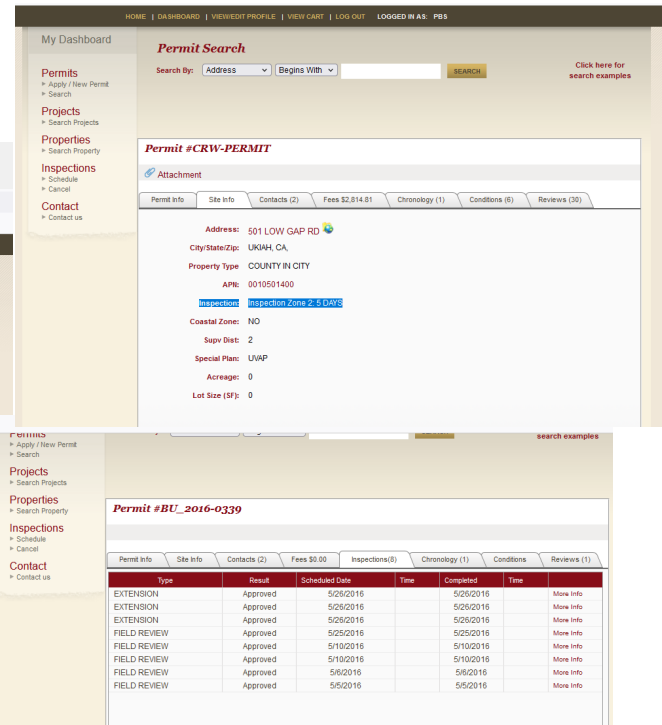 HOME | DASHBOARD | VIEW/EDIT PROFILE | VIEW CART | LOG OUT LOGGED IN AS: PBS
My Dashboard
Permits
Apply / New Permit
Search
Projects
Search Projects
Properties
Search Property
Inspections
Schedule
Cancel
Contact
Contact us
Permit Search
Search By: Address Begins With SEARCH
Click here for
search examples
Permit #CRW-PERMIT
Attachment
Permit Info Site Info Contacts (2) Fees $2,814.81 Chronology (1) Conditions (6) Reviews (30)
Address: 501 LOW GAP RD
City/State/Zip: UKIAH, CA,
Property Type COUNTY IN CITY
APN: 0010501400
Inspection: Inspection Zone 2: 5 DAYS
Coastal Zone: NO
Supv Dist: 2
Special Plan: UVAP
Acreage: 0
Lot Size (SF): 0
Permits
Apply / New Permit
Search
Projects
Search Projects
Properties
Search Property
Inspections
Schedule
Cancel
Contact
Contact us
search examples
Permit #BU_2016-0339
Permit Info Site Info Contacts (2) Fees $0.00 Inspections(8) Chronology (1) Conditions Reviews (1)
Type Result Scheduled Date Time Completed Time
EXTENSION Approved 5/26/2016 5/26/2016 More Info
EXTENSION Approved 5/26/2016 5/26/2016 More Info
EXTENSION Approved 5/26/2016 5/26/2016 More Info
FIELD REVIEW Approved 5/25/2016 5/25/2016 More Info
FIELD REVIEW Approved 5/10/2016 5/10/2016 More Info
FIELD REVIEW Approved 5/10/2016 5/10/2016 More Info
FIELD REVIEW Approved 5/6/2016 5/6/2016 More Info
FIELD REVIEW Approved 5/5/2016 5/5/2016 More Info